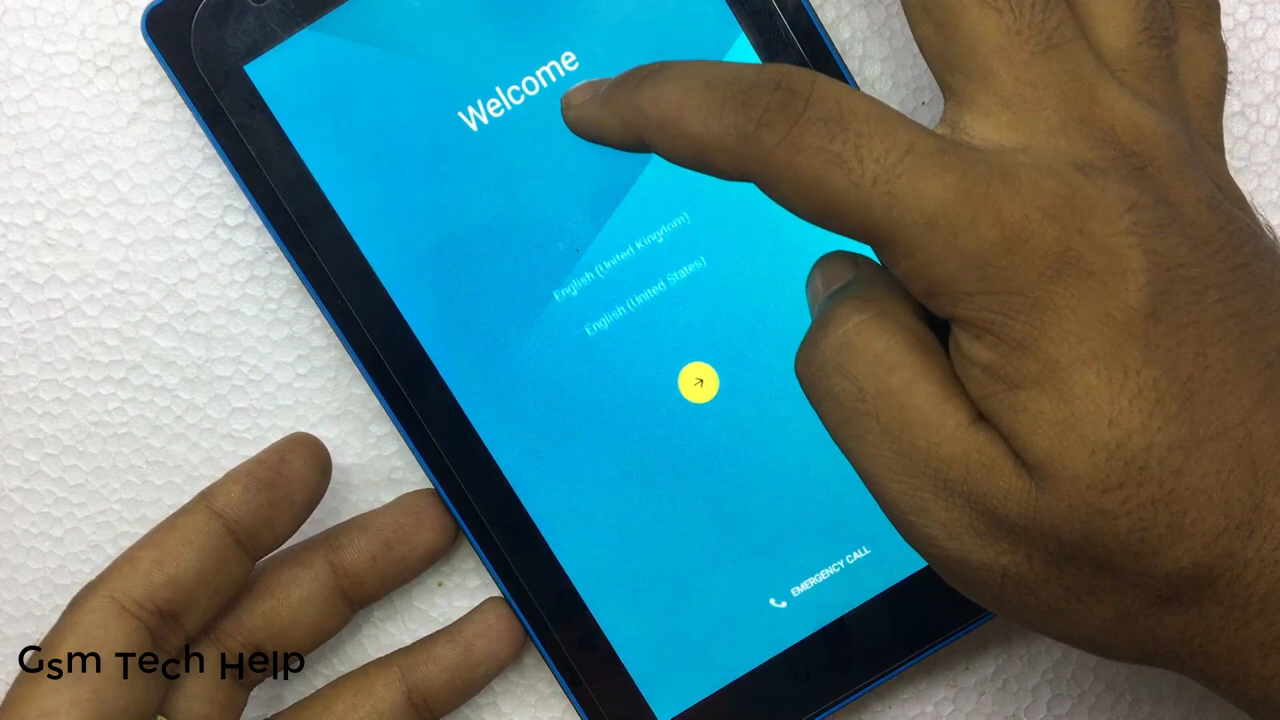 Welcome
English (United Kingdom)
English (United States)
EMERGENCY CALL
Gsm Tech Help